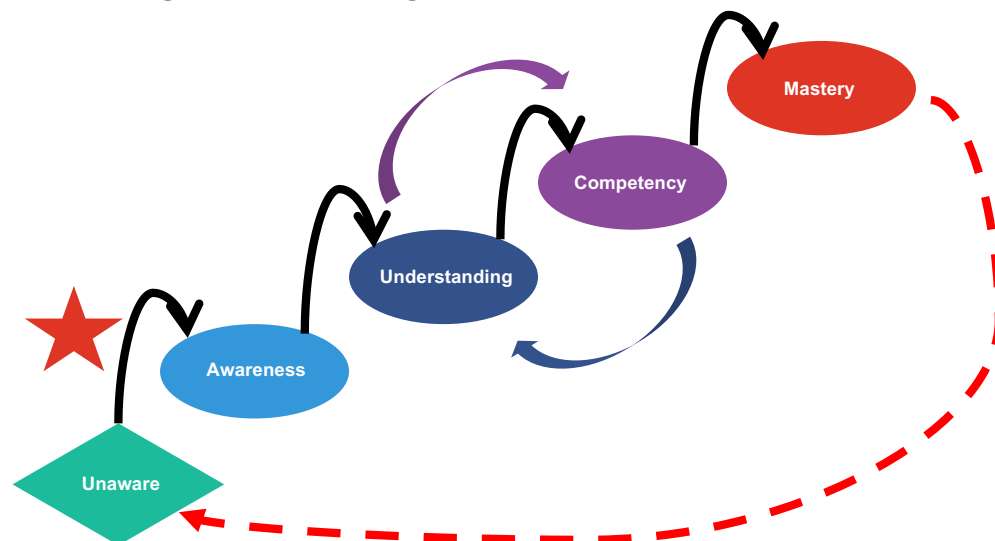 Mastery
Competency
Understanding
Awareness
Unaware